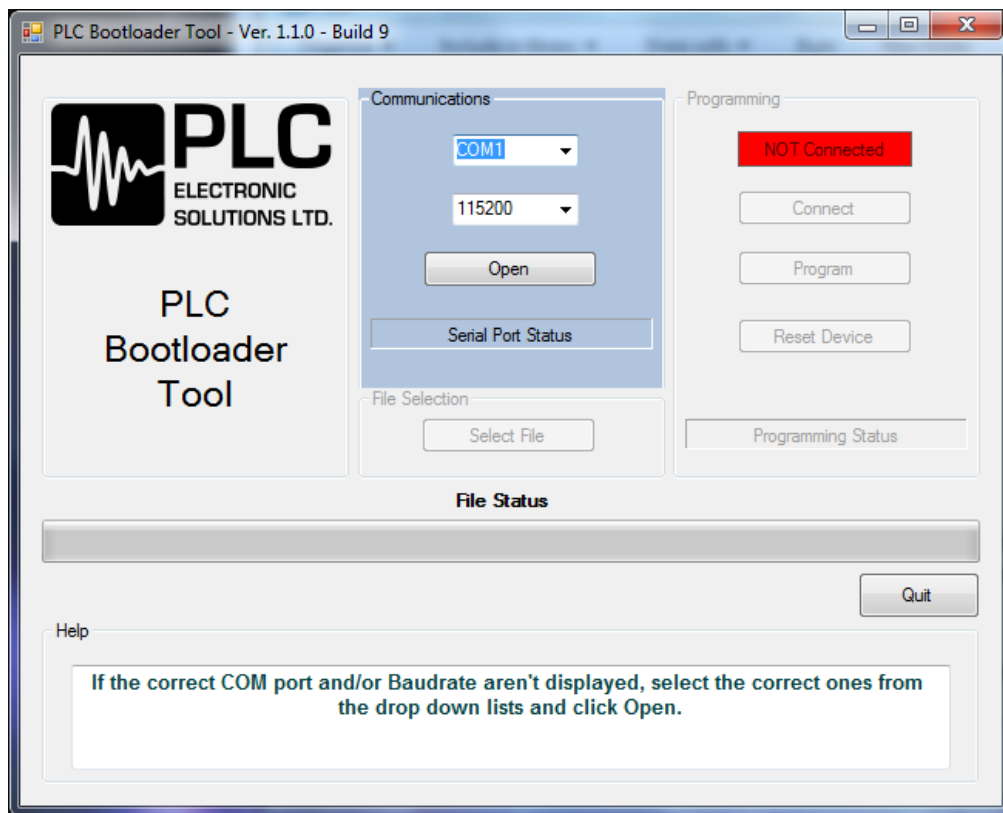 PLC Bootloader Tool - Ver. 1.1.0 - Build 9
PLC
ELECTRONIC
SOLUTIONS LTD.
PLC
Bootloader
Tool
Communications
COM1
115200
Open
Serial Port Status
File Selection
Select File
Programming
NOT Connected
Connect
Program
Reset Device
Programming Status
File Status
Quit
Help
If the correct COM port and/or Baudrate aren't displayed, select the correct ones from
the drop down lists and click Open.